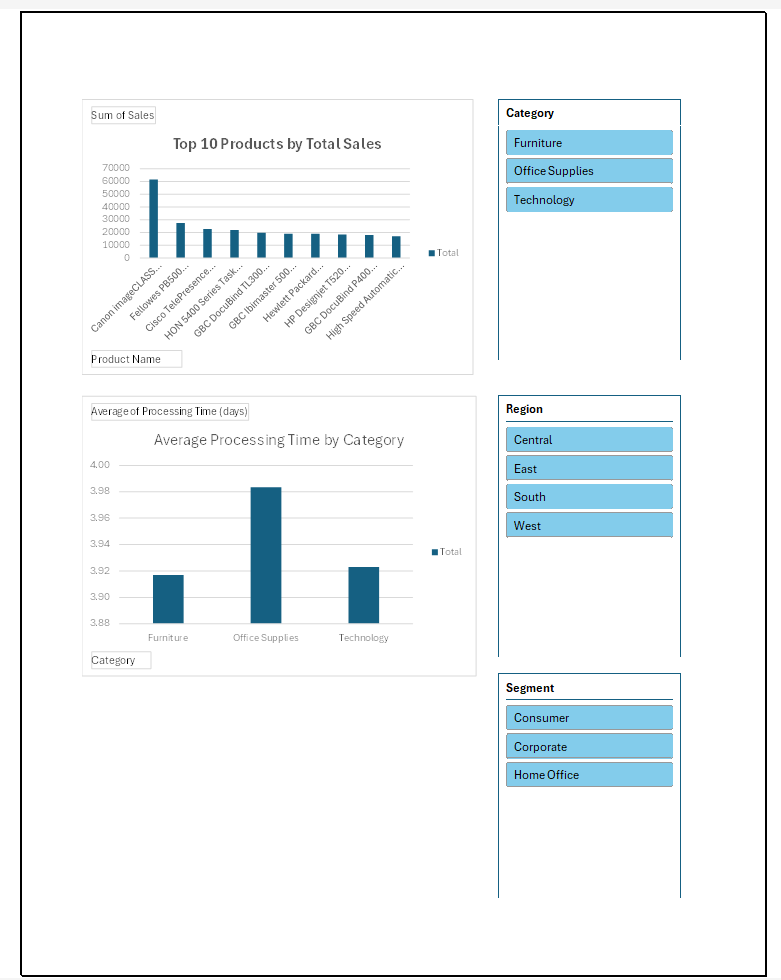 Sum of Sales
Top 10 Products by Total Sales
70000
60000
50000
40000
30000
20000
10000
0
Canon imageCLASS...
Fellowes PB500...
Cisco TelePresence...
HON 5400 Series Task...
GBC DocuBind TL300...
GBC Ibimaster 500...
Hewlett Packard...
HP Designjet T520...
GBC DocuBind P400...
High Speed Automatic...
Total
Product Name
Category
Furniture
Office Supplies
Technology
Average of Processing Time (days)
Average Processing Time by Category
4.00
3.98
3.96
3.94
3.92
3.90
3.88
Furniture
Office Supplies
Technology
Total
Category
Region
Central
East
South
West
Segment
Consumer
Corporate
Home Office